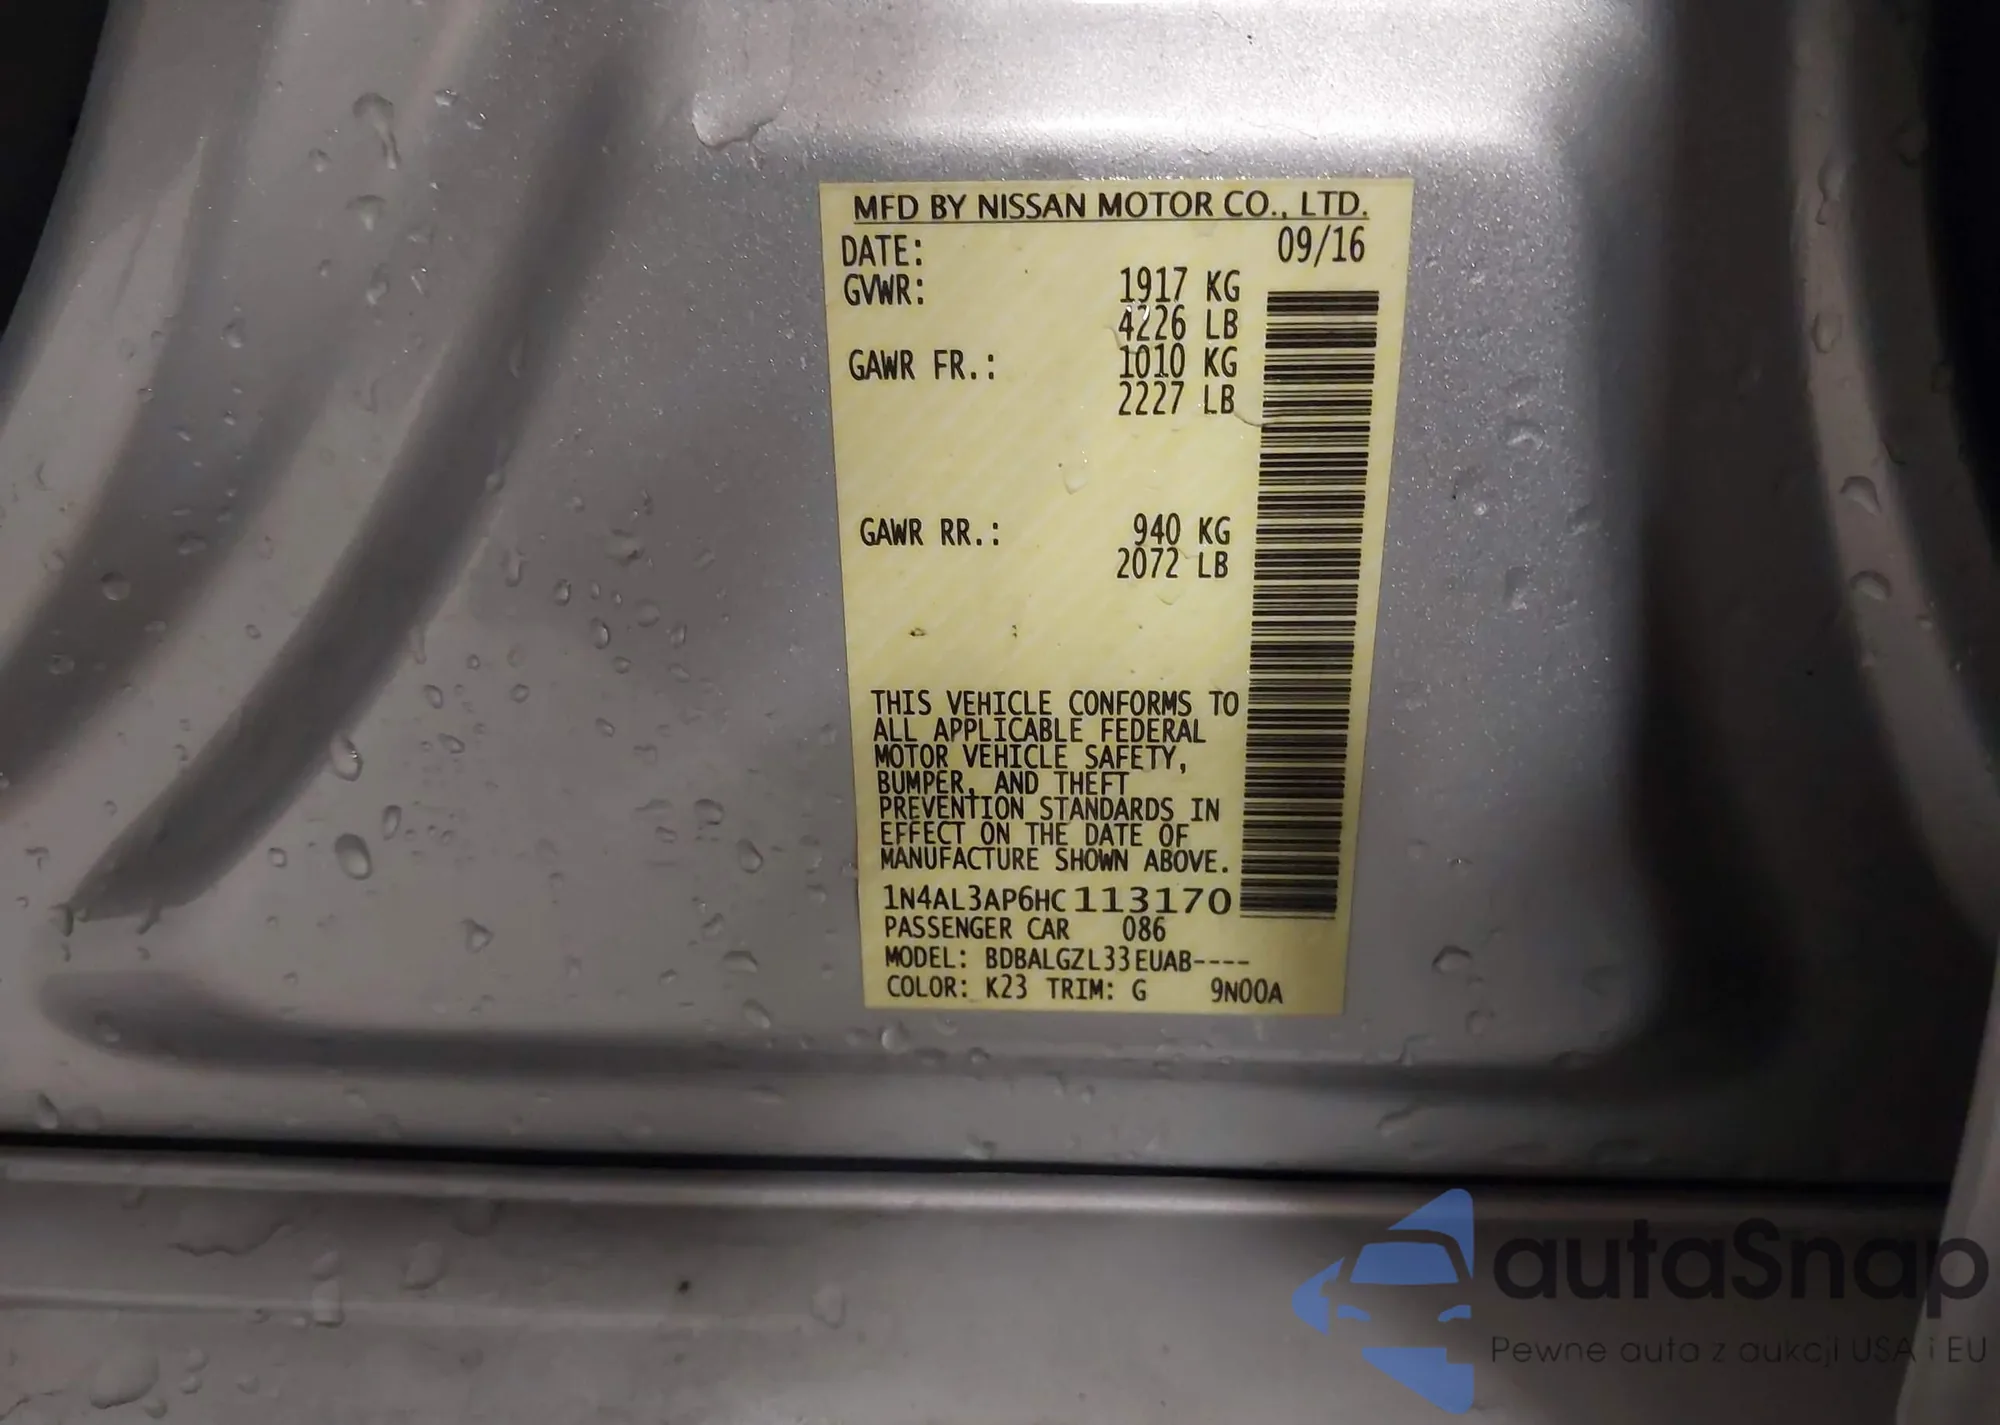 MFD BY NISSAN MOTOR CO., LTD.
DATE: 09/16
GVWR: 1917 KG
4226 LB
GAWR FR.: 1010 KG
2227 LB
GAWR RR.: 940 KG
2072 LB
THIS VEHICLE CONFORMS TO
ALL APPLICABLE FEDERAL
MOTOR VEHICLE SAFETY,
BUMPER, AND THEFT
PREVENTION STANDARDS IN
EFFECT ON THE DATE OF
MANUFACTURE SHOWN ABOVE.
1N4AL3AP6HC113170
PASSENGER CAR 086
MODEL: BDBALGZL33EUAB----
COLOR: K23 TRIM: G 9N00A
autaSnap
Pewne auta z aukcji USA i EU